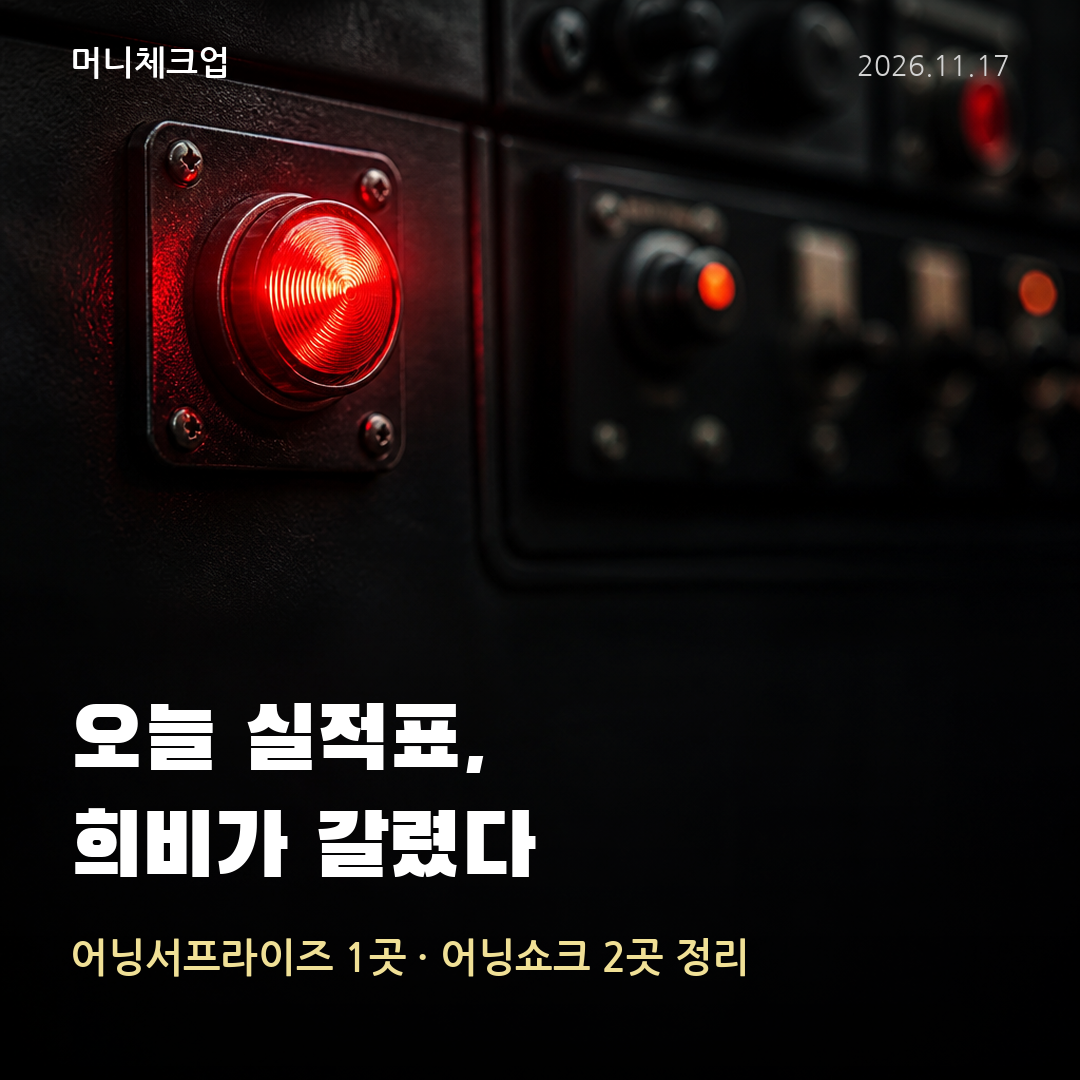 머니체크업
2026.11.17
오늘 실적표,
희비가 갈렸다
어닝서프라이즈 1곳 · 어닝쇼크 2곳 정리